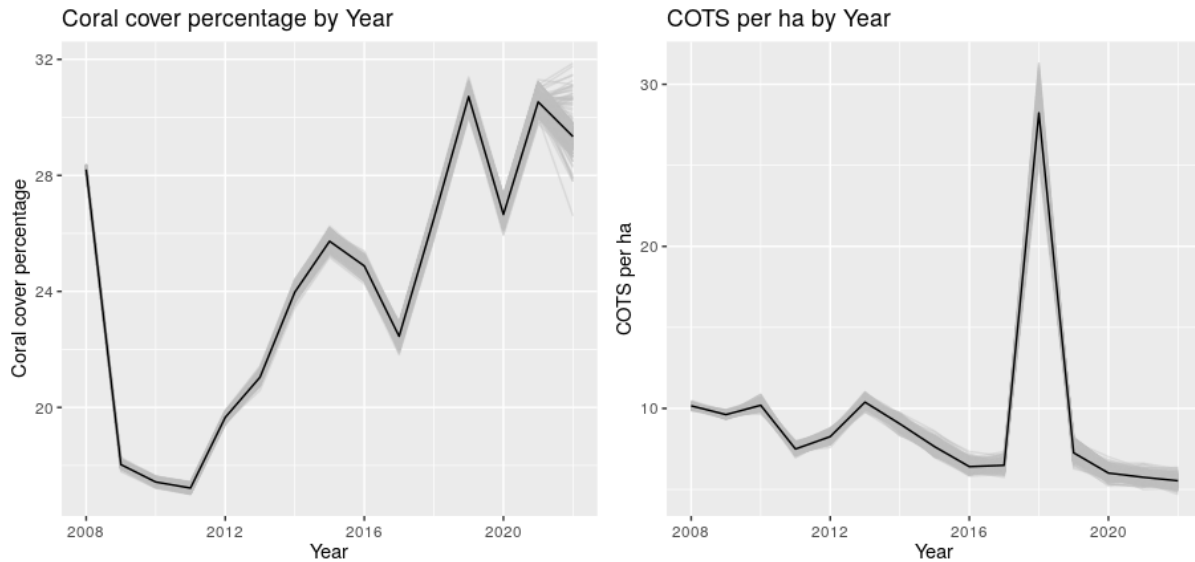 Coral cover percentage by Year
Coral cover percentage
32
28
24
20
2008
2012
2016
2020
Year
COTS per ha by Year
COTS per ha
30
20
10
2008
2012
2016
2020
Year